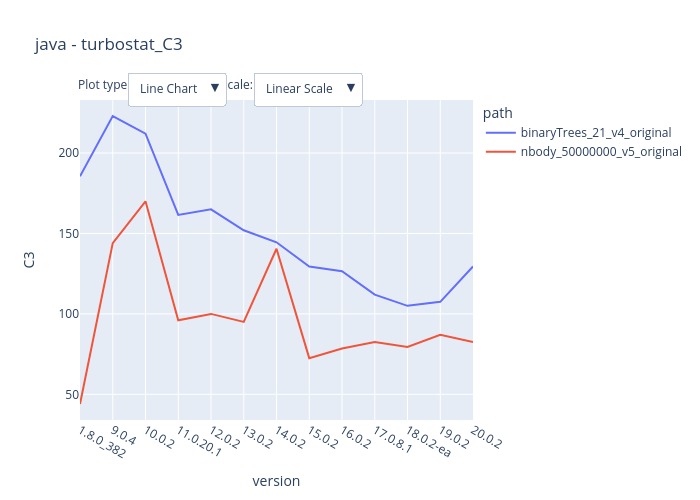 java - turbostat_C3
Plot type
Line Chart ▼
cale:
Linear Scale ▼
path
binaryTrees_21_v4_original
nbody_50000000_v5_original
200
150
100
50
C3
1.8.0_382
9.0.4
10.0.2
11.0.20.1
12.0.2
13.0.2
14.0.2
15.0.2
16.0.2
17.0.8.1
18.0.2-ea
19.0.2
20.0.2
version